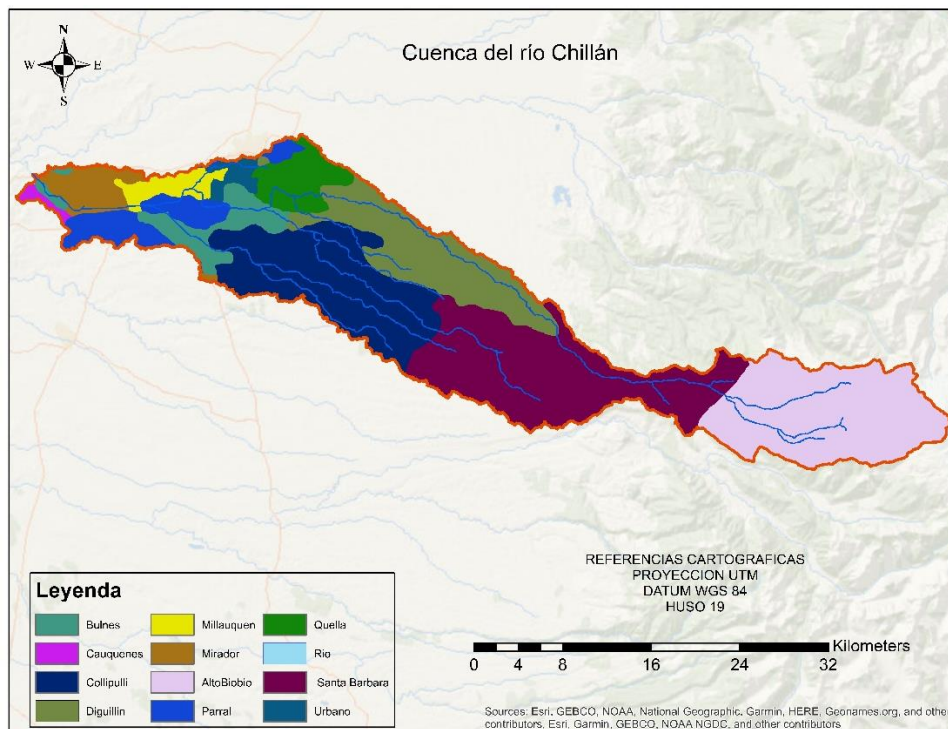 Cuenca del río Chillán
N
W E
S
REFERENCIAS CARTOGRAFICAS
PROYECCION UTM
DATUM WGS 84
HUSO 19
Leyenda
Bulnes
Millauquen
Quella
Cauquenes
Mirador
Rio
Collipulli
AltoBiobio
Santa Barbara
Diguillin
Parral
Urbano
Kilometers
0 2 4 8 16 24 32
Sources: Esri, GEBCO, NOAA, National Geographic, Garmin, HERE, Geonames.org, and other
contributors, Esri, Garmin, GEBCO, NOAA NGDC, and other contributors